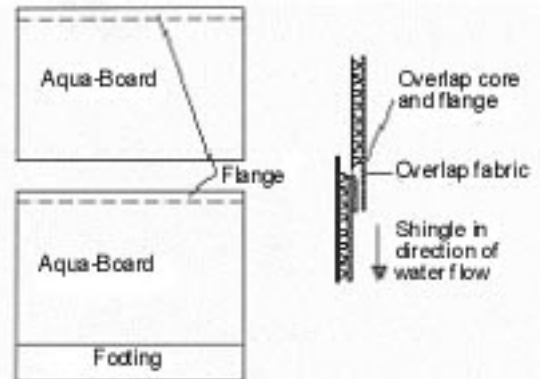 Aqua-Board
Flange
Aqua-Board
Footing
Overlap core
and flange
Overlap fabric
Shingle in
direction of
water flow